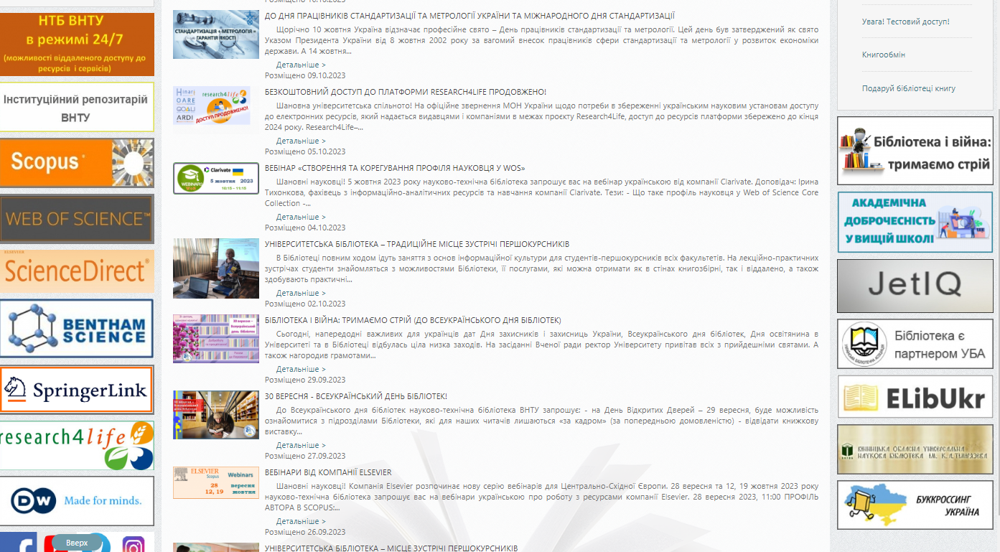 НТБ ВНТУ
в режимі 24/7
(можливості віддаленого доступу до
ресурсів і сервісів)
Інституційний репозитарій
ВНТУ
Scopus®
WEB OF SCIENCE™
ELSEVIER
ScienceDirect®
BENTHAM
SCIENCE
SpringerLink
research4life
DW Made for minds.
Вверх
Розміщено 10.10.2023
СТАНДАРТИЗАЦІЯ + МЕТРОЛОГІЯ =
ГАРАНТІЯ ЯКОСТІ
ДО ДНЯ ПРАЦІВНИКІВ СТАНДАРТИЗАЦІЇ ТА МЕТРОЛОГІЇ УКРАЇНИ ТА МІЖНАРОДНОГО ДНЯ СТАНДАРТИЗАЦІЇ
Щорічно 10 жовтня Україна відзначає професійне свято – День працівників стандартизації та метрології. Цей день був затверджений як свято
Указом Президента України від 8 жовтня 2002 року за вагомий внесок працівників сфери стандартизації та метрології у розвиток економіки
держави. А 14 жовтня...
Детальніше >
Розміщено 09.10.2023
Hinari
OARE
GOALI
ARDI
research4life
ДОСТУП ПРОДОВЖЕНО!
БЕЗКОШТОВНИЙ ДОСТУП ДО ПЛАТФОРМИ RESEARCH4LIFE ПРОДОВЖЕНО!
Шановна університетська спільното! На офіційне звернення МОН України щодо потреби в збереженні українським науковим установам доступу
до електронних ресурсів, який надається видавцями і компаніями в межах проєкту Research4Life, доступ до ресурсів платформи збережено до кінця
2024 року. Research4Life–...
Детальніше >
Розміщено 05.10.2023
Clarivate
WEBINARS
5 жовтня 2023
10:15 – 11:15
ВЕБІНАР «СТВОРЕННЯ ТА КОРЕГУВАННЯ ПРОФІЛЯ НАУКОВЦЯ У WOS»
Шановні науковці! 5 жовтня 2023 року науково-технічна бібліотека запрошує вас на вебінар українською від компанії Clarivate. Доповідач: Ірина
Тихонкова, фахівець з інформаційно-аналітичних ресурсів та навчання компанії Clarivate. Тези: - Що таке профіль науковця у Web of Science Core
Collection -...
Детальніше >
Розміщено 04.10.2023
УНІВЕРСИТЕТСЬКА БІБЛІОТЕКА – ТРАДИЦІЙНЕ МІСЦЕ ЗУСТРІЧІ ПЕРШОКУРСНИКІВ
В Бібліотеці повним ходом ідуть заняття з основ інформаційної культури для студентів-першокурсників всіх факультетів. На лекційно-практичних
зустрічах студенти знайомляться з можливостями Бібліотеки, її послугами, які можна отримати як в стінах книгозбірні, так і віддалено, а також
здобувають практичні...
Детальніше >
Розміщено 02.10.2023
БІБЛІОТЕКА І ВІЙНА: ТРИМАЄМО СТРІЙ (ДО ВСЕУКРАЇНСЬКОГО ДНЯ БІБЛІОТЕК)
Сьогодні, напередодні важливих для українців дат Дня захисників і захисниць України, Всеукраїнського дня бібліотек, Дня освітянина в
Університеті та в Бібліотеці відбулась ціла низка заходів. На засіданні Вченої ради ректор Університету привітав всіх з прийдешніми святами. А
також нагородив грамотами...
Детальніше >
Розміщено 29.09.2023
30 ВЕРЕСНЯ - ВСЕУКРАЇНСЬКИЙ ДЕНЬ БІБЛІОТЕК!
До Всеукраїнського дня бібліотек науково-технічна бібліотека ВНТУ запрошує: - на День Відкритих Дверей – 29 вересня, буде можливість
ознайомитися з підрозділами Бібліотеки, які для наших читачів лишаються «за кадром» (за попередньою домовленістю) - відвідати книжкову
виставку...
Детальніше >
Розміщено 27.09.2023
ELSEVIER
Scopus
Webinars
28 вересня
12, 19 жовтня
ВЕБІНАРИ ВІД КОМПАНІЇ ELSEVIER
Шановні науковці! Компанія Elsevier розпочинає нову серію вебінарів для Центрально-Східної Європи. 28 вересня та 12, 19 жовтня 2023 року
науково-технічна бібліотека запрошує вас на вебінари українською про роботу з ресурсами компанії Elsevier. 28 вересня 2023, 11:00 ПРОФІЛЬ
АВТОРА В SCOPUS:...
Детальніше >
Розміщено 26.09.2023
УНІВЕРСИТЕТСЬКА БІБЛІОТЕКА – МІСЦЕ ЗУСТРІЧІ ПЕРШОКУРСНИКІВ
Увага! Тестовий доступ!
Книгообмін
Подаруй бібліотеці книгу
Бібліотека і війна:
тримаємо стрій
АКАДЕМІЧНА
ДОБРОЧЕСНІСТЬ
У ВИЩІЙ ШКОЛІ
JetIQ
Бібліотека є
партнером УБА
ELibUkr
ВІННИЦЬКА ОБЛАСНА УНІВЕРСАЛЬНА
НАУКОВА БІБЛІОТЕКА ІМ. К.А.ТІМІРЯЗЄВА
БУККРОССИНГ
УКРАЇНА